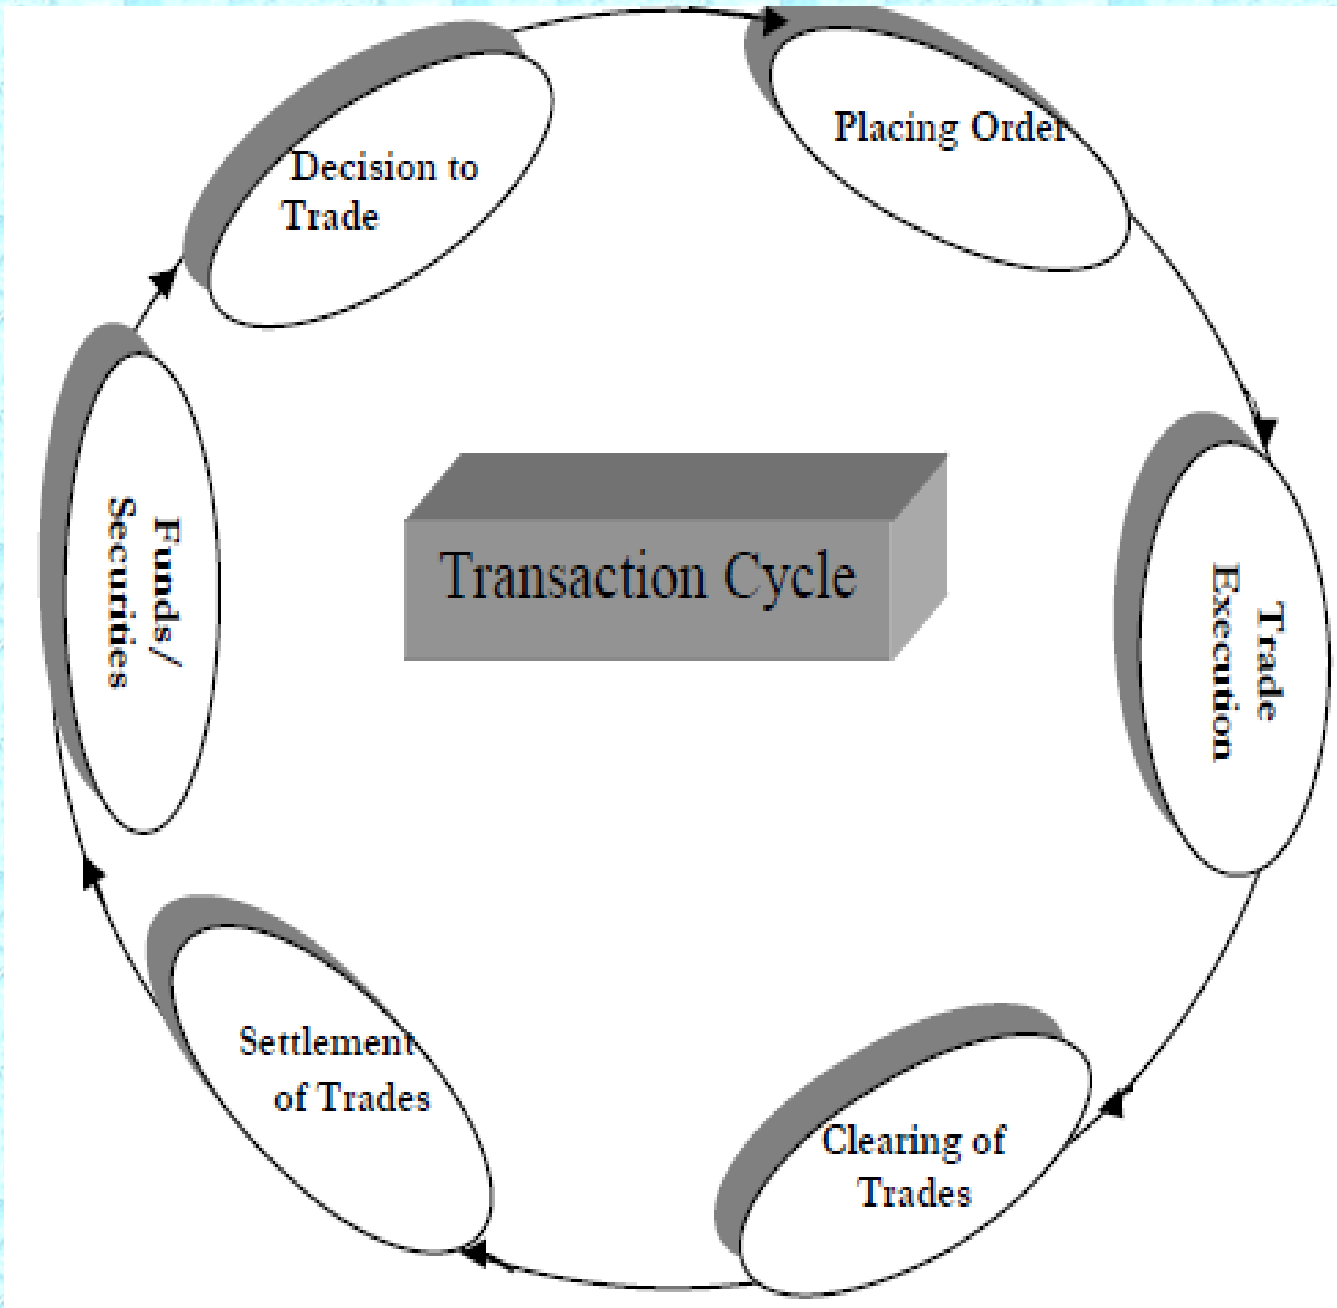 Decision to
Trade
Placing Order
Trade
Execution
Clearing of
Trades
Settlement
of Trades
Funds/
Securities
Transaction Cycle